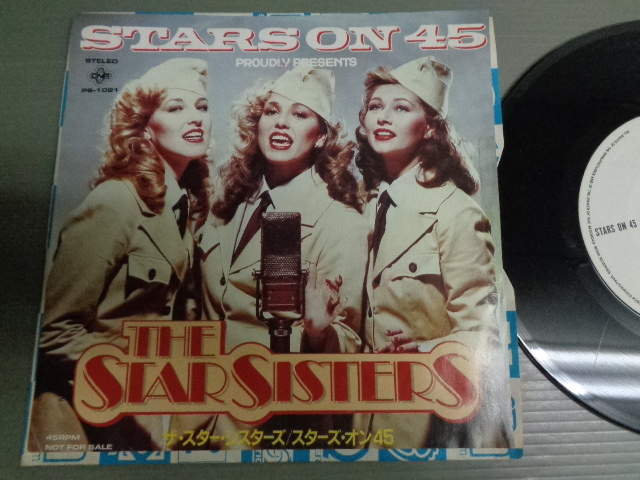 STARS ON 45
PROUDLY PRESENTS
STEREO
CNR
PS-1021
THE
STAR SISTERS
ザ・スター・シスターズ/スターズ・オン45
45RPM
NOT FOR SALE
STARS ON 45